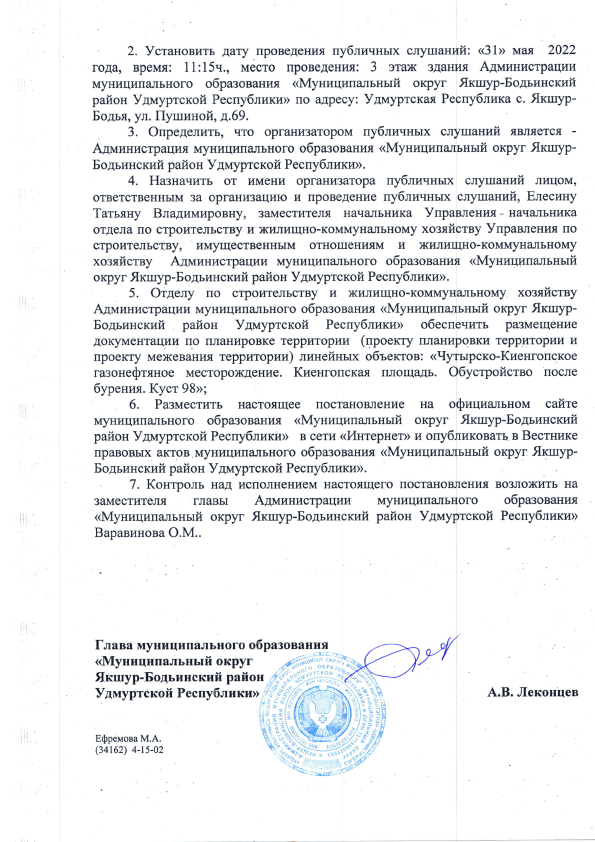 2. Установить дату проведения публичных слушаний: «31» мая 2022
года, время: 11:15ч., место проведения: 3 этаж здания Администрации
муниципального образования «Муниципальный округ Якшур-Бодьинский
район Удмуртской Республики» по адресу: Удмуртская Республика с. Якшур-
Бодья, ул. Пушиной, д.69.
3. Определить, что организатором публичных слушаний является -
Администрация муниципального образования «Муниципальный округ Якшур-
Бодьинский район Удмуртской Республики».
4. Назначить от имени организатора публичных слушаний лицом,
ответственным за организацию и проведение публичных слушаний, Елесину
Татьяну Владимировну, заместителя начальника Управления - начальника
отдела по строительству и жилищно-коммунальному хозяйству Управления по
строительству, имущественным отношениям и жилищно-коммунальному
хозяйству Администрации муниципального образования «Муниципальный
округ Якшур-Бодьинский район Удмуртской Республики».
5. Отделу по строительству и жилищно-коммунальному хозяйству
Администрации муниципального образования «Муниципальный округ Якшур-
Бодьинский район Удмуртской Республики» обеспечить размещение
документации по планировке территории (проекту планировки территории и
проекту межевания территории) линейных объектов: «Чутырско-Киенгопское
газонефтяное месторождение. Киенгопская площадь. Обустройство после
бурения. Куст 98»;
6. Разместить настоящее постановление на официальном сайте
муниципального образования «Муниципальный округ Якшур-Бодьинский
район Удмуртской Республики» в сети «Интернет» и опубликовать в Вестнике
правовых актов муниципального образования «Муниципальный округ Якшур-
Бодьинский район Удмуртской Республики».
7. Контроль над исполнением настоящего постановления возложить на
заместителя главы Администрации муниципального образования
«Муниципальный округ Якшур-Бодьинский район Удмуртской Республики»
Варавинова О.М..
Глава муниципального образования
«Муниципальный округ
Якшур-Бодьинский район
Удмуртской Республики»
А.В. Леконцев
Ефремова М.А.
(34162) 4-15-02